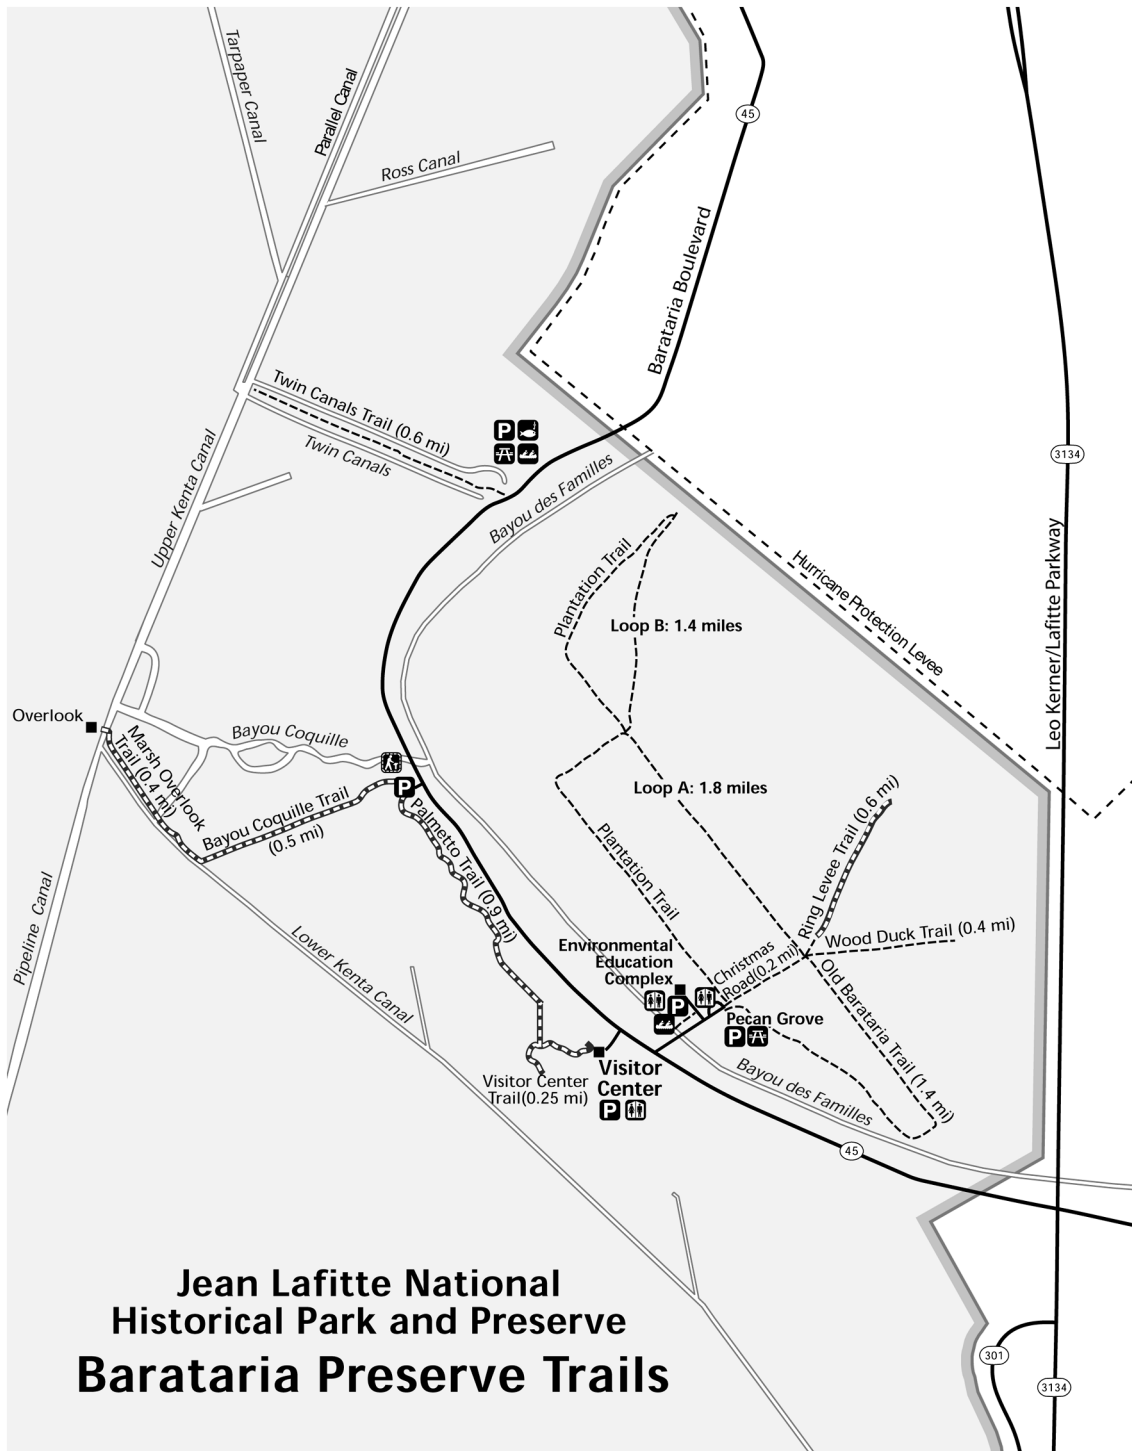 Tarpaper Canal
Parallel Canal
Ross Canal
45
Barataria Boulevard
Twin Canals Trail (0.6 mi)
Twin Canals
P
3134
Upper Kenta Canal
Bayou des Familles
Leo Kerner/Lafitte Parkway
Hurricane Protection Levee
Plantation Trail
Loop B: 1.4 miles
Overlook
Marsh Overlook
Trail (0.4 mi)
Bayou Coquille
P
Bayou Coquille Trail
(0.5 mi)
Palmetto Trail (0.9 mi)
Loop A: 1.8 miles
Plantation Trail
Ring Levee Trail (0.6 mi)
Wood Duck Trail (0.4 mi)
Pipeline Canal
Lower Kenta Canal
Environmental
Education
Complex
P
Christmas
Road(0.2 mi)
Old Barataria Trail (1.4 mi)
Pecan Grove
P
Visitor
Center
P
Visitor Center
Trail(0.25 mi)
Bayou des Familles
45
Jean Lafitte National
Historical Park and Preserve
Barataria Preserve Trails
301
3134